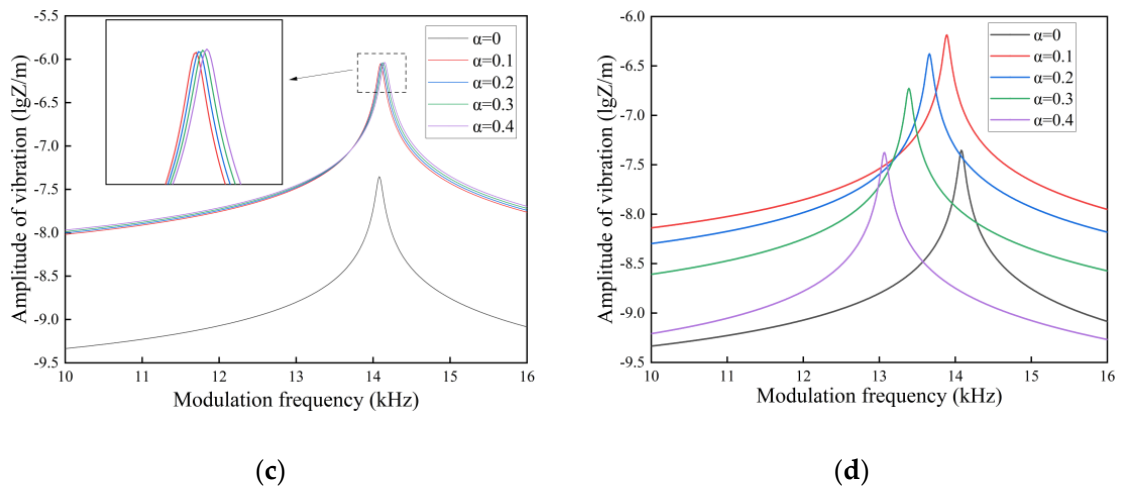 -5.5
-6.0
-6.5
-7.0
-7.5
-8.0
-8.5
-9.0
-9.5
Amplitude of vibration (lgZ/m)
α=0
α=0.1
α=0.2
α=0.3
α=0.4
10 11 12 13 14 15 16
Modulation frequency (kHz)
(c)
-6.0
-6.5
-7.0
-7.5
-8.0
-8.5
-9.0
-9.5
Amplitude of vibration (lgZ/m)
α=0
α=0.1
α=0.2
α=0.3
α=0.4
10 11 12 13 14 15 16
Modulation frequency (kHz)
(d)